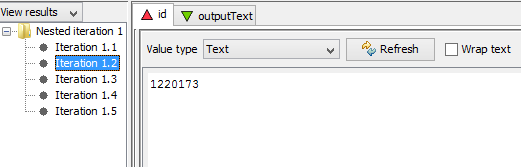 View results
Nested iteration 1
Iteration 1.1
Iteration 1.2
Iteration 1.3
Iteration 1.4
Iteration 1.5
id outputText
Value type Text Refresh Wrap text
1220173